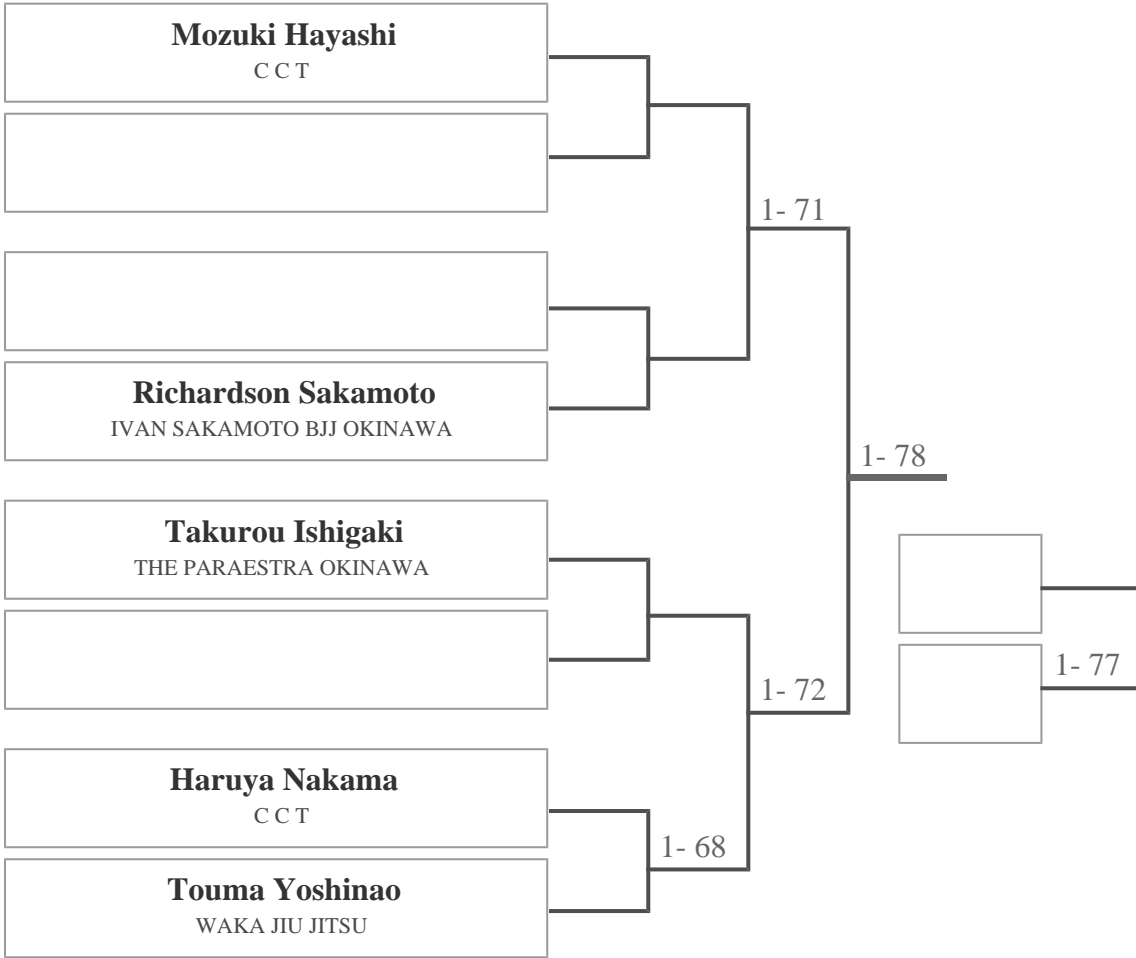 Mozuki Hayashi
C C T
1- 71
Richardson Sakamoto
IVAN SAKAMOTO BJJ OKINAWA
1- 78
Takurou Ishigaki
THE PARAESTRA OKINAWA
1- 77
1- 72
Haruya Nakama
C C T
1- 68
Touma Yoshinao
WAKA JIU JITSU